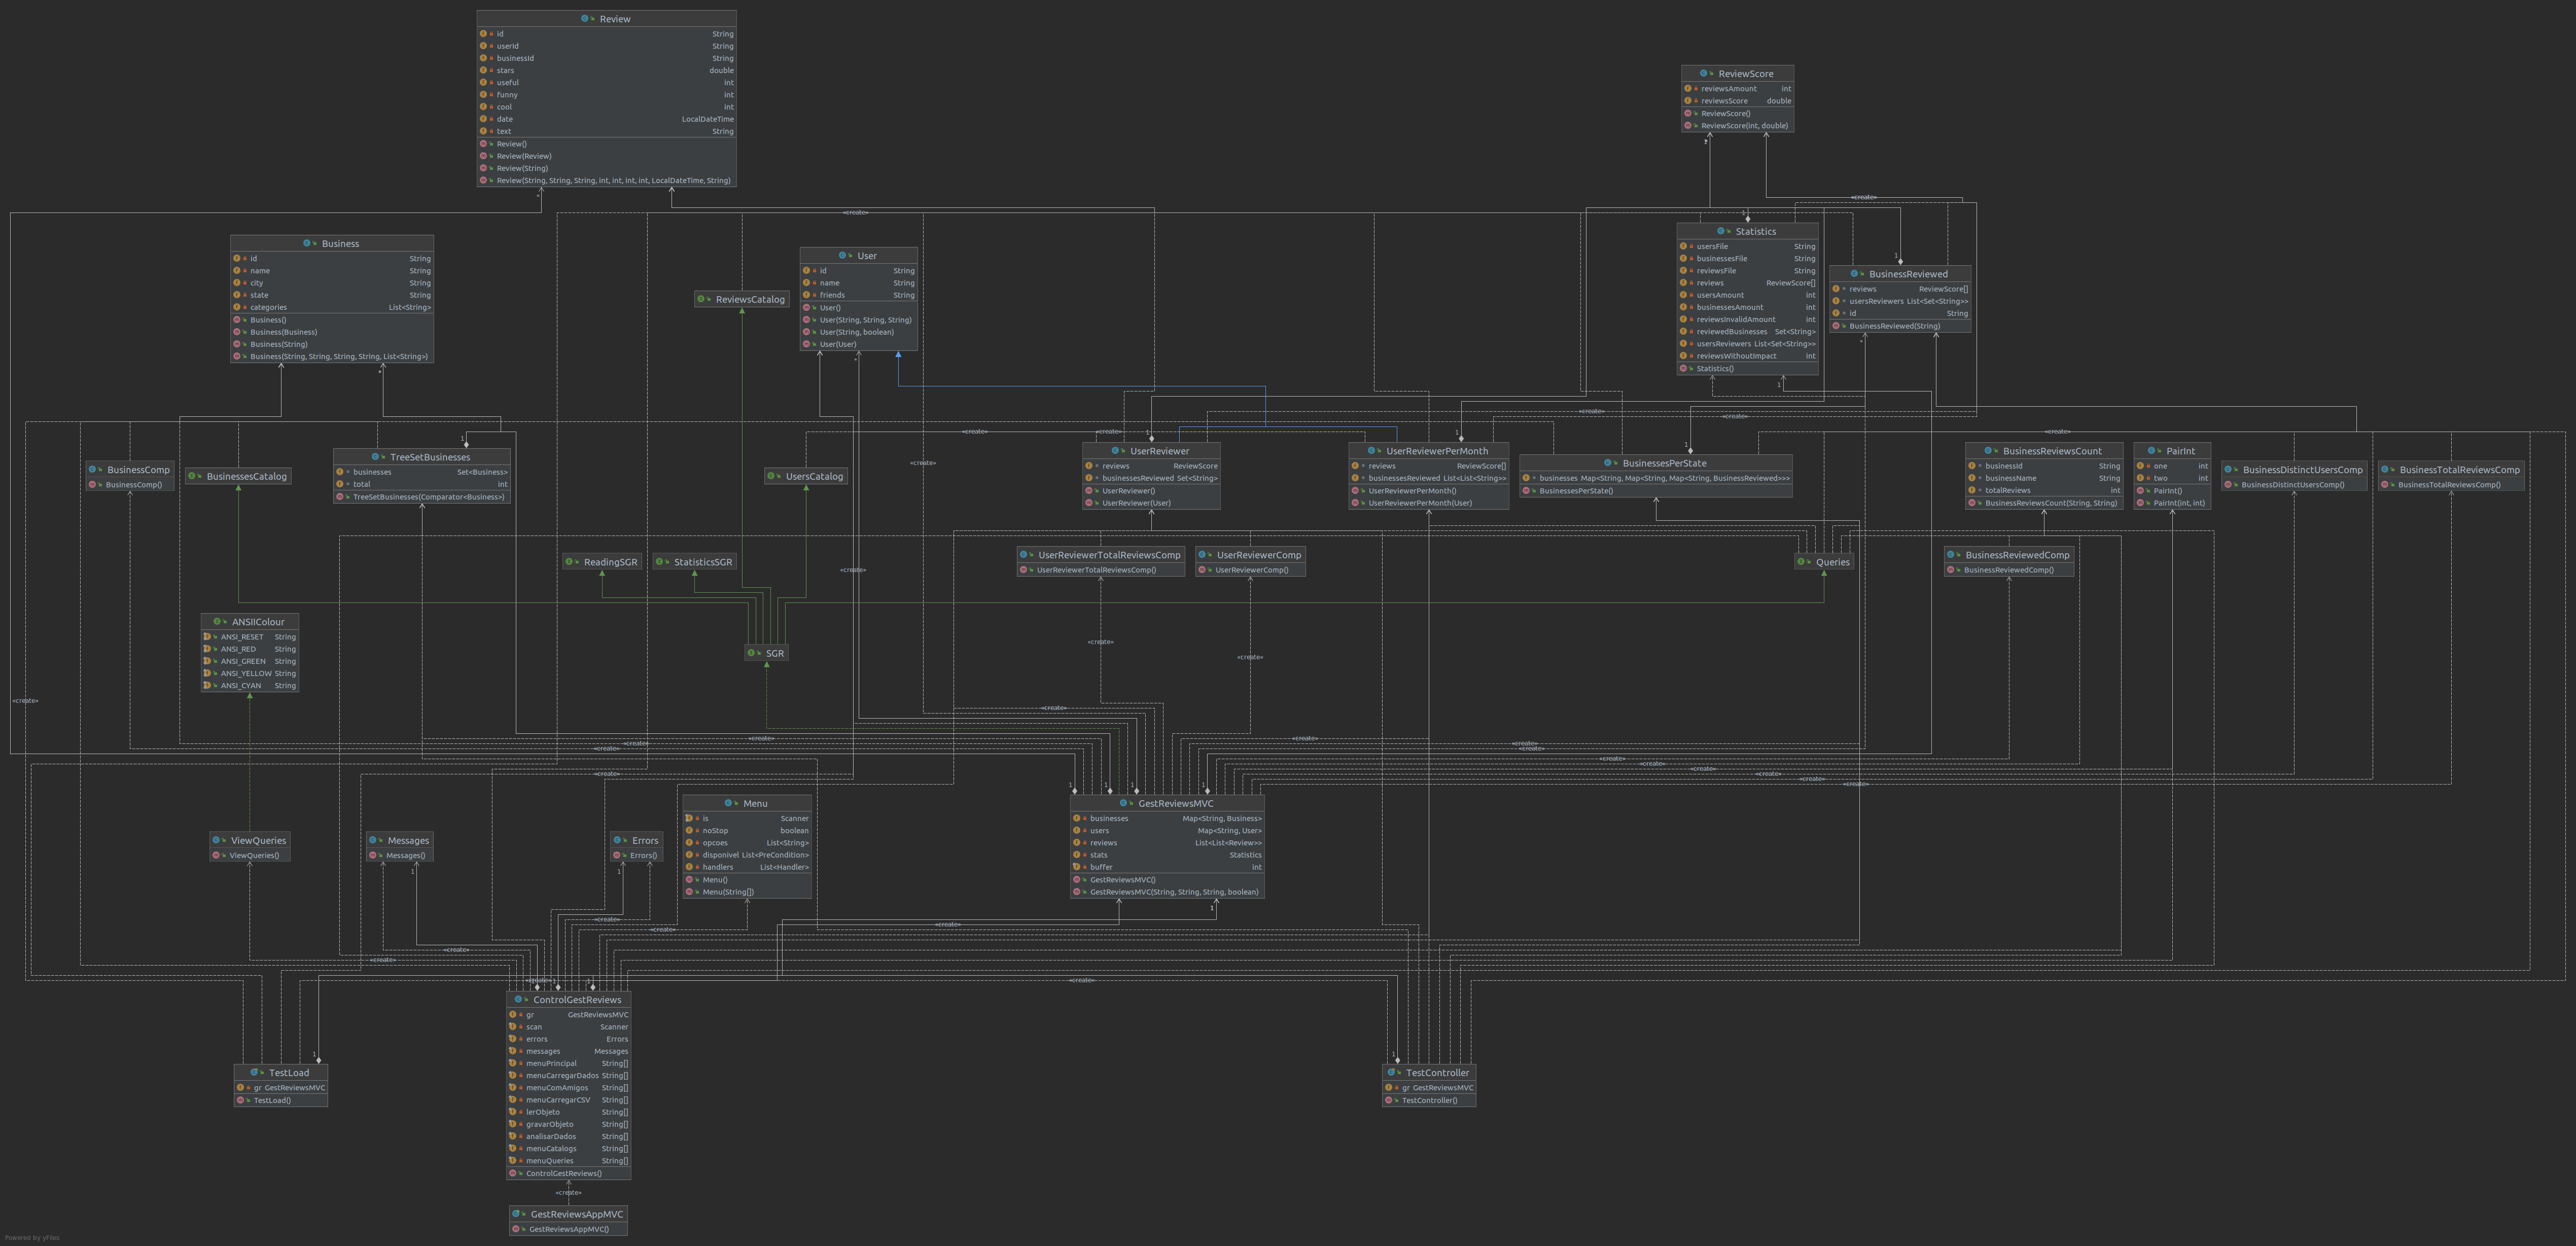 Review
id String
userId String
businessId String
stars double
useful int
funny int
cool int
date LocalDateTime
text String
Review()
Review(Review)
Review(String)
Review(String, String, String, int, int, int, int, LocalDateTime, String)
ReviewScore
reviewsAmount int
reviewsScore double
ReviewScore()
ReviewScore(int, double)
Business
id String
name String
city String
state String
categories List<String>
Business()
Business(Business)
Business(String)
Business(String, String, String, String, List<String>)
User
id String
name String
friends String
User()
User(String, String, String)
User(String, boolean)
User(User)
ReviewsCatalog
Statistics
usersFile String
businessesFile String
reviewsFile String
reviews ReviewScore[]
usersAmount int
businessesAmount int
reviewsInvalidAmount int
reviewedBusinesses Set<String>
usersReviewers List<Set<String>>
reviewsWithoutImpact int
Statistics()
BusinessReviewed
reviews ReviewScore[]
usersReviewers List<Set<String>>
id String
BusinessReviewed(String)
BusinessComp
BusinessComp()
BusinessesCatalog
TreeSetBusinesses
businesses Set<Business>
total int
TreeSetBusinesses(Comparator<Business>)
UsersCatalog
UserReviewer
reviews ReviewScore
businessesReviewed Set<String>
UserReviewer()
UserReviewer(User)
UserReviewerPerMonth
reviews ReviewScore[]
businessesReviewed List<List<String>>
UserReviewerPerMonth()
UserReviewerPerMonth(User)
BusinessesPerState
businesses Map<String, Map<String, Map<String, BusinessReviewed>>>
BusinessesPerState()
BusinessReviewsCount
businessId String
businessName String
totalReviews int
BusinessReviewsCount(String, String)
PairInt
one int
two int
PairInt()
PairInt(int, int)
BusinessDistinctUsersComp
BusinessDistinctUsersComp()
BusinessTotalReviewsComp
BusinessTotalReviewsComp()
ReadingSGR
StatisticsSGR
UserReviewerTotalReviewsComp
UserReviewerTotalReviewsComp()
UserReviewerComp
UserReviewerComp()
Queries
BusinessReviewedComp
BusinessReviewedComp()
ANSIIColour
ANSI_RESET String
ANSI_RED String
ANSI_GREEN String
ANSI_YELLOW String
ANSI_CYAN String
SGR
«create»
«create»
«create»
Menu
is Scanner
noStop boolean
opcoes List<String>
disponivel List<PreCondition>
handlers List<Handler>
Menu()
Menu(String[])
GestReviewsMVC
businesses Map<String, Business>
users Map<String, User>
reviews List<List<Review>>
stats Statistics
buffer int
GestReviewsMVC()
GestReviewsMVC(String, String, String, boolean)
ViewQueries
ViewQueries()
Messages
Messages()
Errors
Errors()
ControlGestReviews
gr GestReviewsMVC
scan Scanner
errors Errors
messages Messages
menuPrincipal String[]
menuCarregarDados String[]
menuComAmigos String[]
menuCarregarCSV String[]
lerObjeto String[]
gravarObjeto String[]
analisarDados String[]
menuCatalogs String[]
menuQueries String[]
ControlGestReviews()
TestLoad
gr GestReviewsMVC
TestLoad()
TestController
gr GestReviewsMVC
TestController()
«create»
GestReviewsAppMVC
GestReviewsAppMVC()
Powered by yFiles